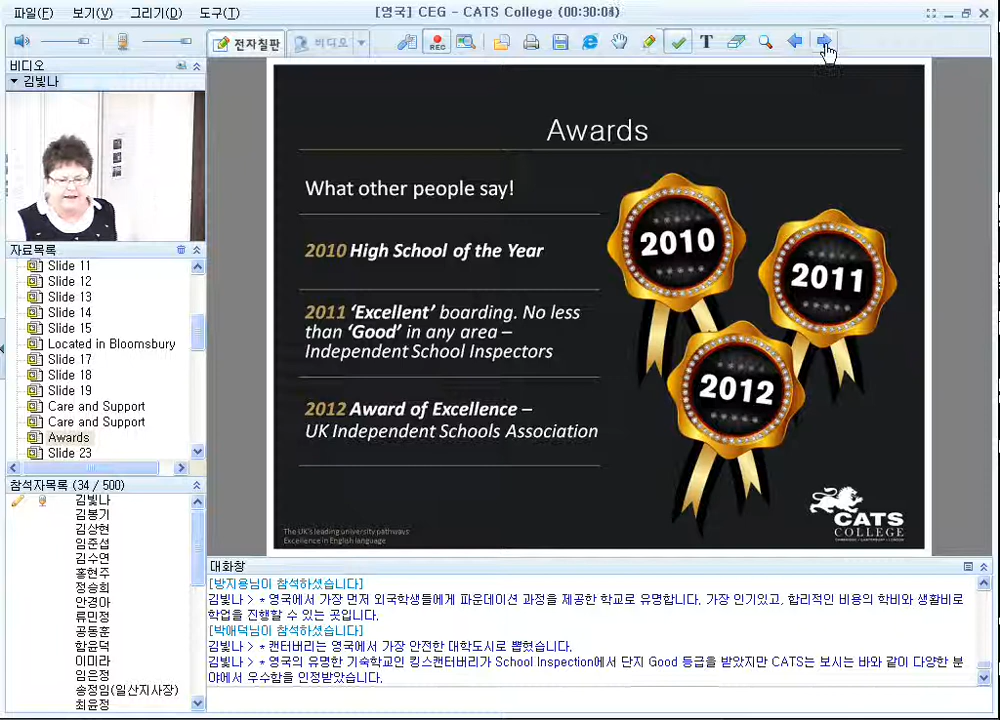 파일(F) 보기(V) 그리기(D) 도구(T)
[영국] CEG - CATS College (00:30:04)
전자칠판 비디오
REC
T
비디오
김빛나
자료목록
Slide 11
Slide 12
Slide 13
Slide 14
Slide 15
Located in Bloomsbury
Slide 17
Slide 18
Slide 19
Care and Support
Care and Support
Awards
Slide 23
참석자목록 (34 / 500)
김빛나
김봉기
김상현
임준섭
김수연
홍현주
정승희
안경아
류민정
공동훈
함윤덕
이미라
임은정
송정임(일산지사장)
최윤정
Awards
What other people say!
2010 High School of the Year
2011 ‘Excellent’ boarding. No less
than ‘Good’ in any area –
Independent School Inspectors
2012 Award of Excellence –
UK Independent Schools Association
2010
2011
2012
The UK's leading university pathways
Excellence in English language
CATS
COLLEGE
대화창
[방지용님이 참석하셨습니다]
김빛나 > * 영국에서 가장 먼저 외국학생들에게 파운데이션 과정을 제공한 학교로 유명합니다. 가장 인기있고, 합리적인 비용의 학비와 생활비로
학업을 진행할 수 있는 곳입니다.
[박애덕님이 참석하셨습니다]
김빛나 > * 캔터버리는 영국에서 가장 안전한 대학도시로 뽑혔습니다.
김빛나 > * 영국의 유명한 기숙학교인 킹스캔터버리가 School Inspection에서 단지 Good 등급을 받았지만 CATS는 보시는 바와 같이 다양한 분
야에서 우수함을 인정받았습니다.